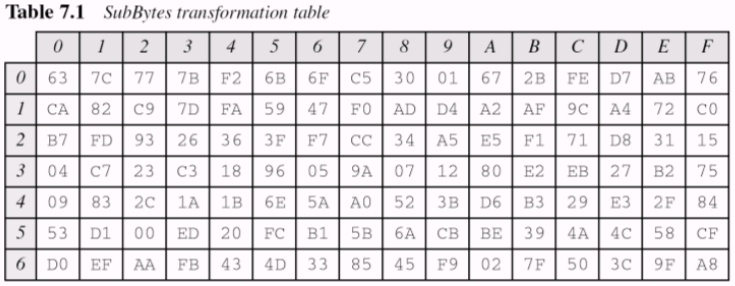 Table 7.1 SubBytes transformation table
0 1 2 3 4 5 6 7 8 9 A B C D E F
0 63 7C 77 7B F2 6B 6F C5 30 01 67 2B FE D7 AB 76
1 CA 82 C9 7D FA 59 47 F0 AD D4 A2 AF 9C A4 72 C0
2 B7 FD 93 26 36 3F F7 CC 34 A5 E5 F1 71 D8 31 15
3 04 C7 23 C3 18 96 05 9A 07 12 80 E2 EB 27 B2 75
4 09 83 2C 1A 1B 6E 5A A0 52 3B D6 B3 29 E3 2F 84
5 53 D1 00 ED 20 FC B1 5B 6A CB BE 39 4A 4C 58 CF
6 D0 EF AA FB 43 4D 33 85 45 F9 02 7F 50 3C 9F A8